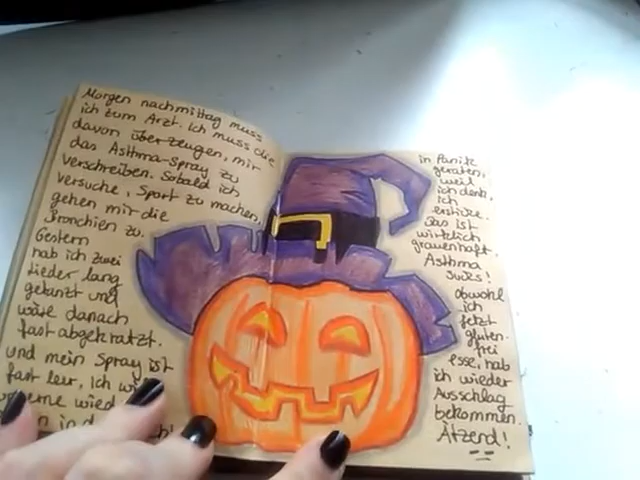 Morgen nachmittag muss
ich zum Arzt. Ich muss die
davon überzeugen, mir
das Asthma-Spray zu
verschreiben. Sobald ich
versuche, Sport zu machen,
gehen mir die
Bronchien zu.
Gestern
hab ich zwei
Lieder lang
getanzt und
wäre danach
fast abgekratzt.
und mein Spray ist
fast leer, ich
in
in Panik
geraten,
weil
ich denk,
ich
ersticke.
Das ist
wirklich
grauenhaft.
Asthma
sucks!
obwohl
ich
jetzt
gluten-
frei
esse, hab
ich wieder
Ausschlag
bekommen.
Ätzend!